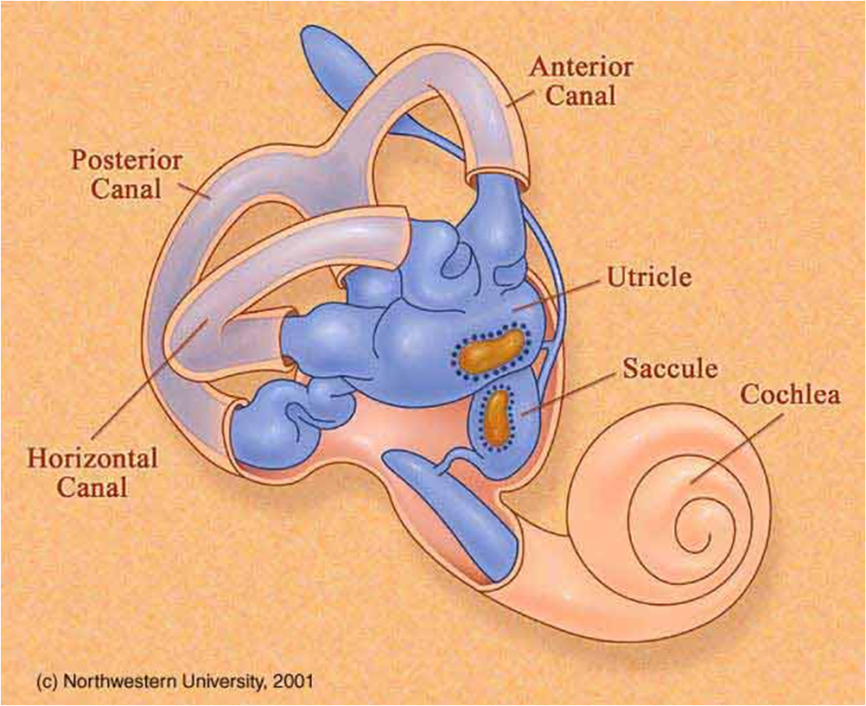 Anterior
Canal
Posterior
Canal
Utricle
Saccule
Cochlea
Horizontal
Canal
(c) Northwestern University, 2001